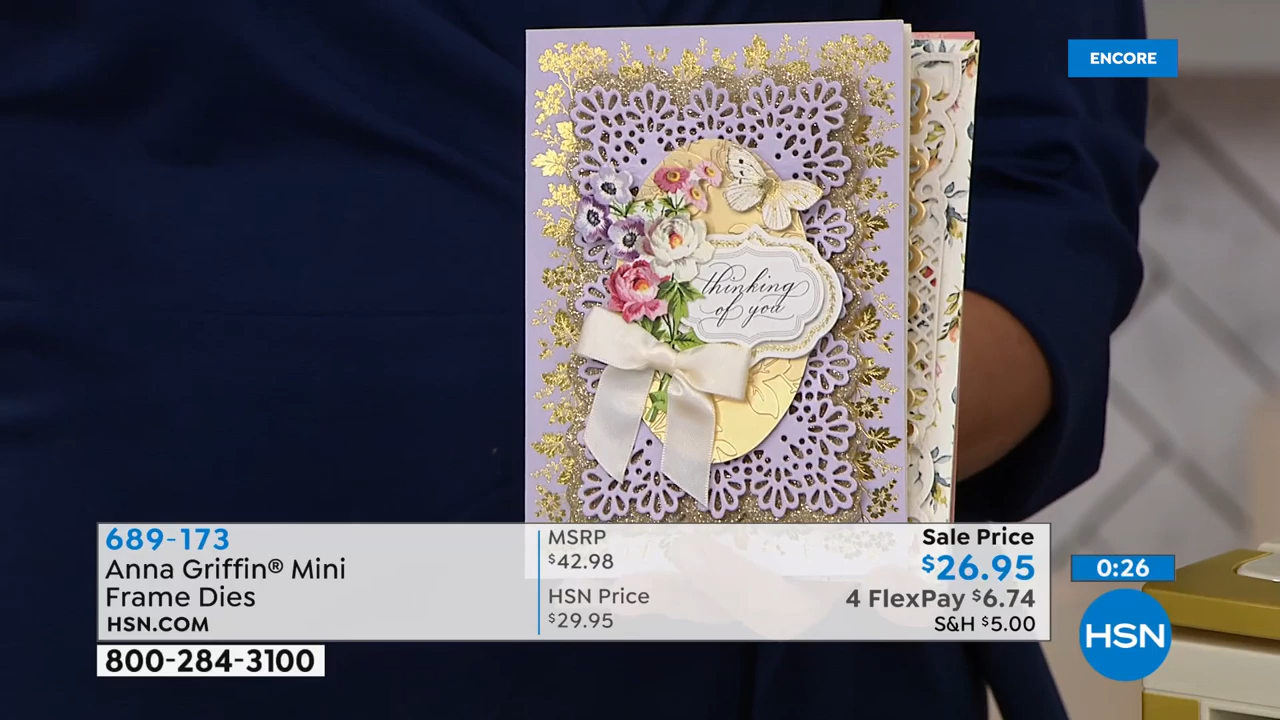 ENCORE
thinking
of you
689-173
Anna Griffin® Mini
Frame Dies
HSN.COM
800-284-3100
MSRP
$42.98
HSN Price
$29.95
Sale Price
$26.95
4 FlexPay $6.74
S&H $5.00
0:26
HSN